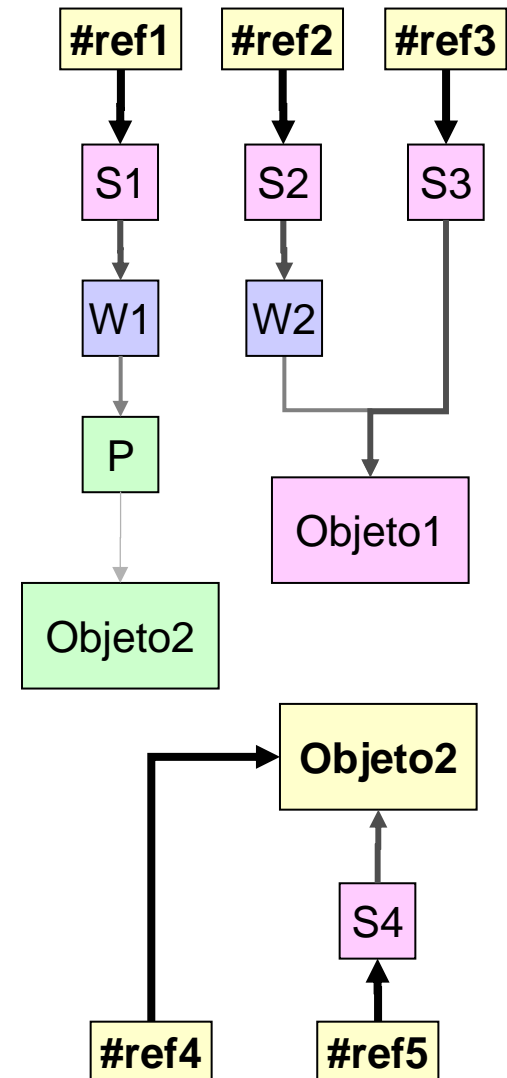 #ref1
#ref2
#ref3
S1
S2
S3
W1
W2
P
Objeto1
Objeto2
Objeto2
S4
#ref4
#ref5